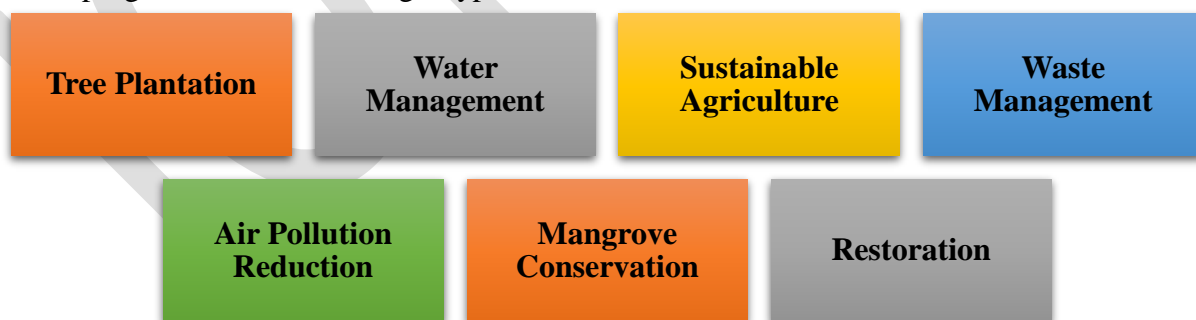 Tree Plantation
Water
Management
Sustainable
Agriculture
Waste
Management
Air Pollution
Reduction
Mangrove
Conservation
Restoration